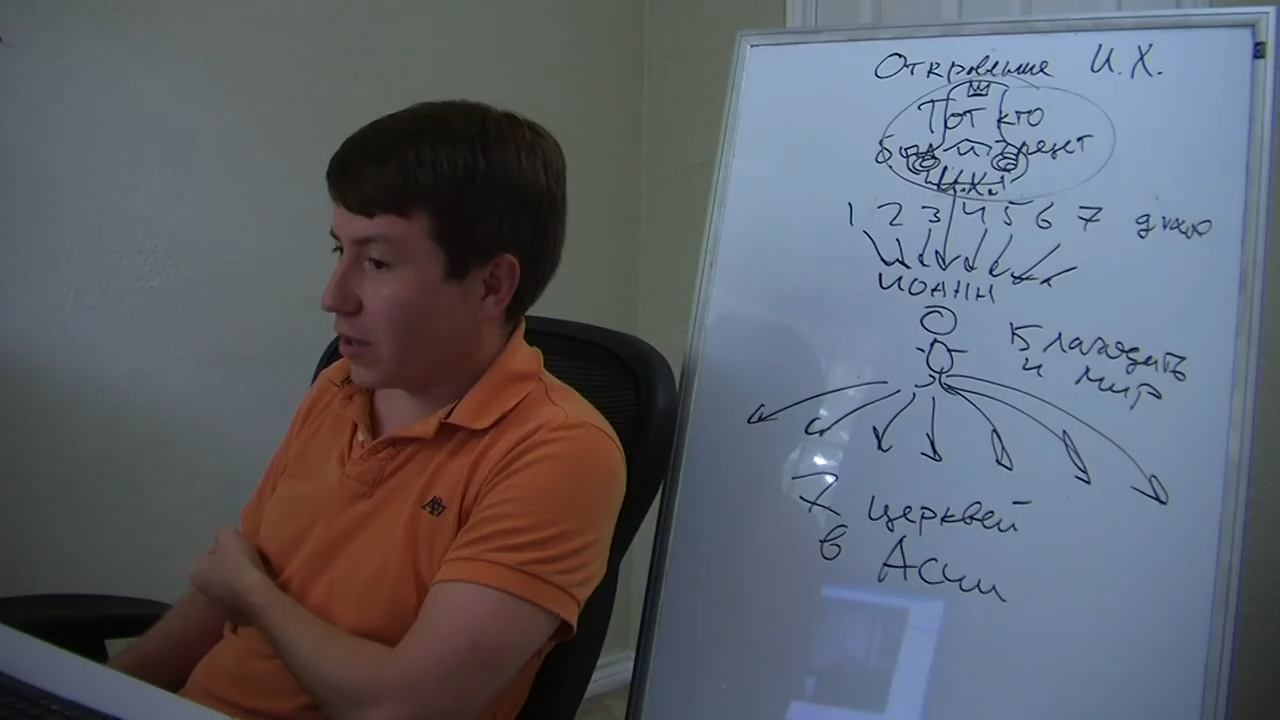 Откровение И. Х.
Тот кто
был и грядет
И.Х.
1 2 3 4 5 6 7 духов
ИОАНН
Благодать
и мир
7 церквей
в Асии